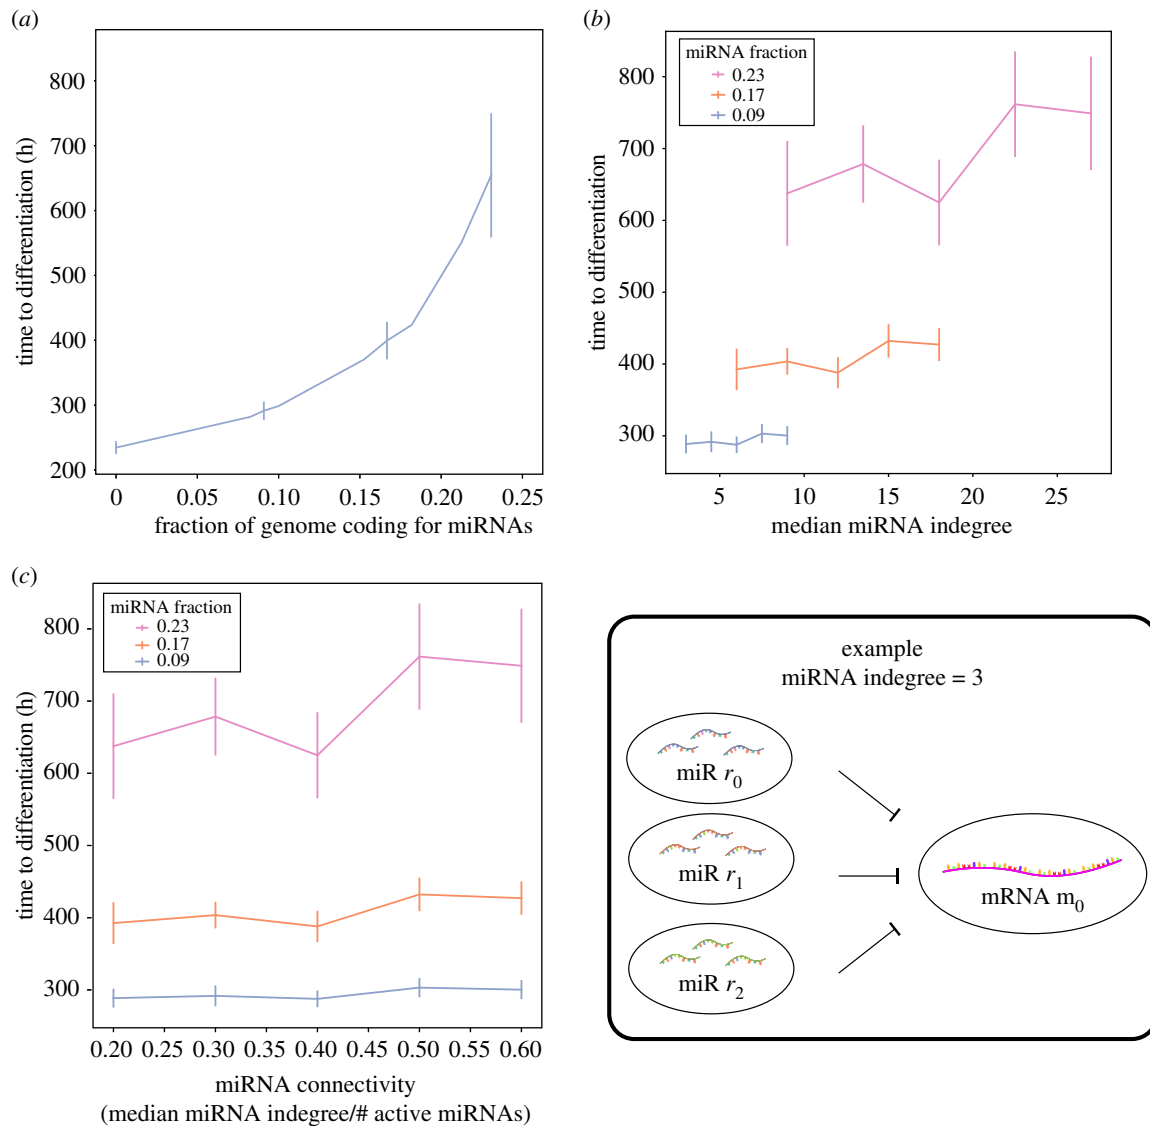 (a)
800
700
600
500
400
300
200
time to differentiation (h)
0
0.05
0.10
0.15
0.20
0.25
fraction of genome coding for miRNAs
(b)
miRNA fraction
0.23
0.17
0.09
800
700
600
500
400
300
time to differentiation
5
10
15
20
25
median miRNA indegree
(c)
miRNA fraction
0.23
0.17
0.09
800
700
600
500
400
300
time to differentiation (h)
0.20
0.25
0.30
0.35
0.40
0.45
0.50
0.55
0.60
miRNA connectivity
(median miRNA indegree/# active miRNAs)
example
miRNA indegree = 3
miR r0
miR r1
miR r2
mRNA m0